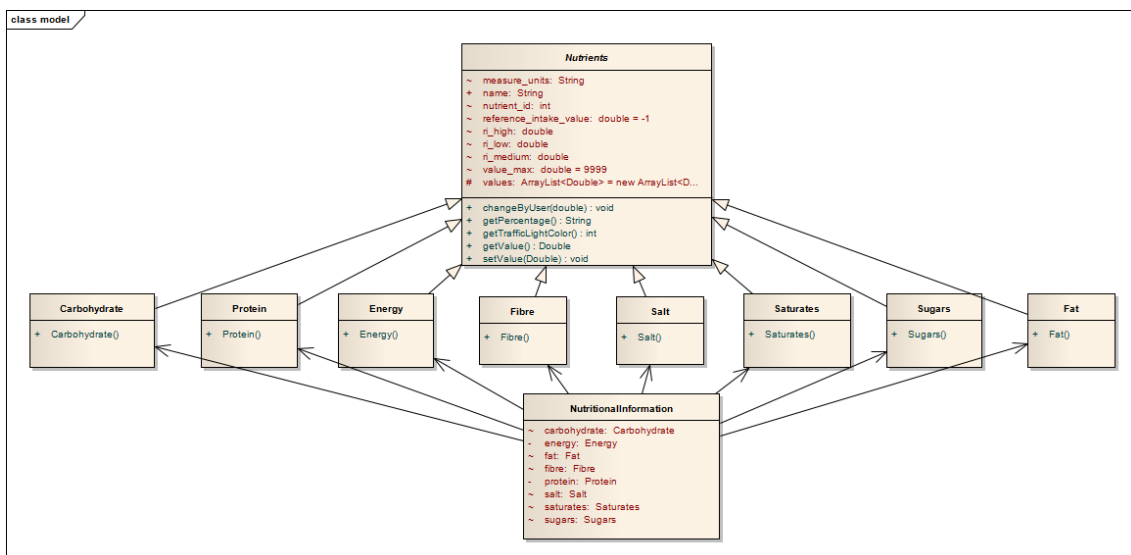 class model
Nutrients
~ measure_units: String
+ name: String
~ nutrient_id: int
~ reference_intake_value: double = -1
~ ri_high: double
~ ri_low: double
~ ri_medium: double
~ value_max: double = 9999
# values: ArrayList<Double> = new ArrayList<D...
+ changeByUser(double) : void
+ getPercentage() : String
+ getTrafficLightColor() : int
+ getValue() : Double
+ setValue(Double) : void
Carbohydrate
+ Carbohydrate()
Protein
+ Protein()
Energy
+ Energy()
Fibre
+ Fibre()
Salt
+ Salt()
Saturates
+ Saturates()
Sugars
+ Sugars()
Fat
+ Fat()
NutritionalInformation
~ carbohydrate: Carbohydrate
- energy: Energy
~ fat: Fat
~ fibre: Fibre
- protein: Protein
~ salt: Salt
~ saturates: Saturates
~ sugars: Sugars